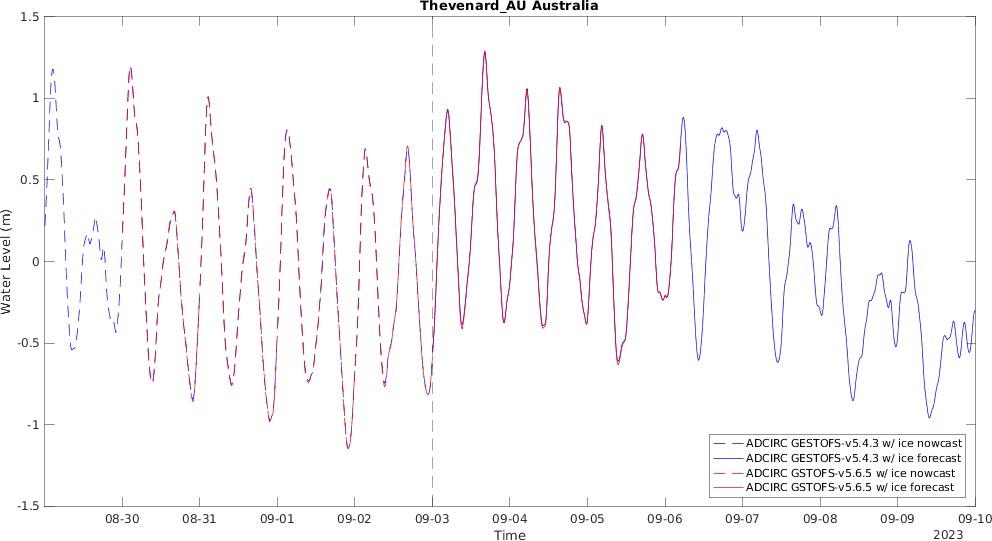 Thevenard_AU Australia
1.5
1
0.5
0
-0.5
-1
-1.5
Water Level (m)
08-30 08-31 09-01 09-02 09-03 09-04 09-05 09-06 09-07 09-08 09-09 09-10
Time
2023
ADCIRC GESTOFS-v5.4.3 w/ ice nowcast
ADCIRC GESTOFS-v5.4.3 w/ ice forecast
ADCIRC GSTOFS-v5.6.5 w/ ice nowcast
ADCIRC GSTOFS-v5.6.5 w/ ice forecast